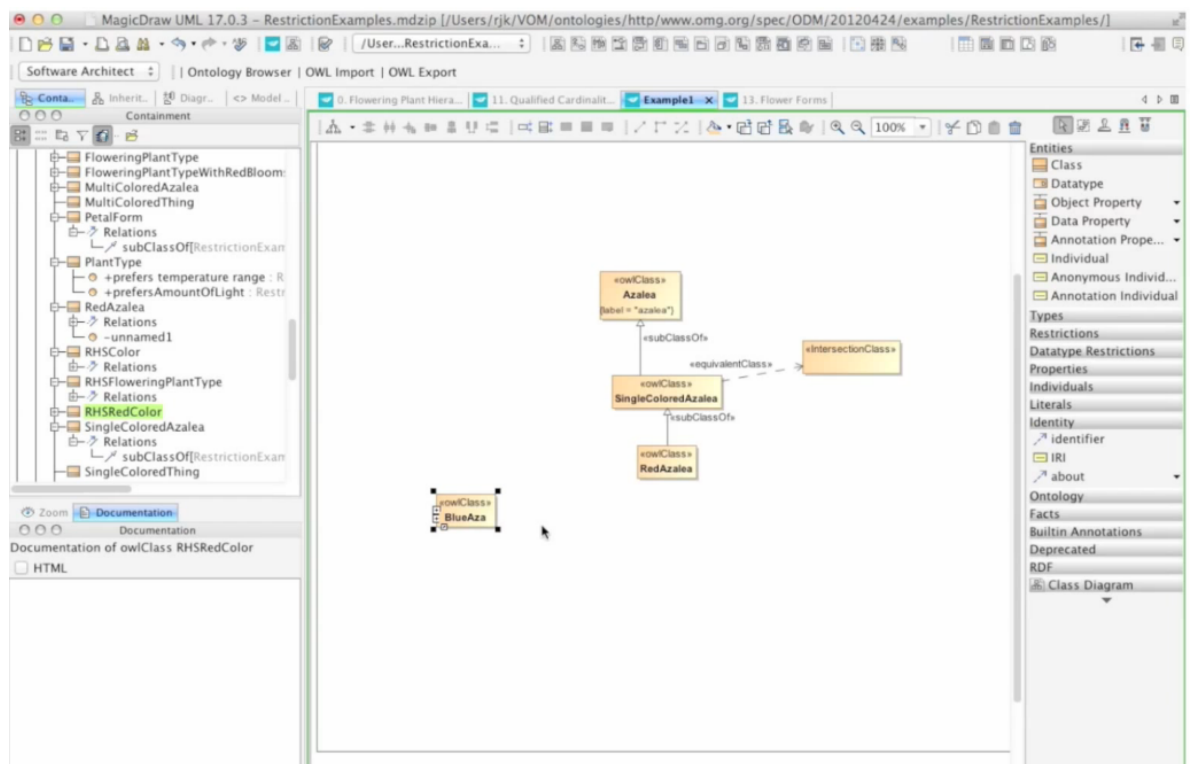 MagicDraw UML 17.0.3 – RestrictionExamples.mdzip [/Users/rjk/VOM/ontologies/http/www.omg.org/spec/ODM/20120424/examples/RestrictionExamples/]
/User...RestrictionExa...
Software Architect | Ontology Browser | OWL Import | OWL Export
Conta.. Inherit.. Diagr.. <> Model ..
0. Flowering Plant Hiera... 11. Qualified Cardinalit... Example1 x 13. Flower Forms
Containment
100%
FloweringPlantType
FloweringPlantTypeWithRedBloom
MultiColoredAzalea
MultiColoredThing
PetalForm
Relations
subClassOf[RestrictionExam
PlantType
+prefers temperature range : R
+prefersAmountOfLight : Restr
RedAzalea
Relations
-unnamed1
RHSColor
Relations
RHSFloweringPlantType
Relations
RHSRedColor
SingleColoredAzalea
Relations
subClassOf[RestrictionExam
SingleColoredThing
Zoom Documentation
Documentation
Documentation of owlClass RHSRedColor
HTML
«owlClass»
Azalea
{label = "azalea"}
«subClassOf»
«equivalentClass»
«IntersectionClass»
«owlClass»
SingleColoredAzalea
«subClassOf»
«owlClass»
RedAzalea
«owlClass»
BlueAza
Entities
Class
Datatype
Object Property
Data Property
Annotation Prope...
Individual
Anonymous Individ...
Annotation Individual
Types
Restrictions
Datatype Restrictions
Properties
Individuals
Literals
Identity
identifier
IRI
about
Ontology
Facts
Builtin Annotations
Deprecated
RDF
Class Diagram